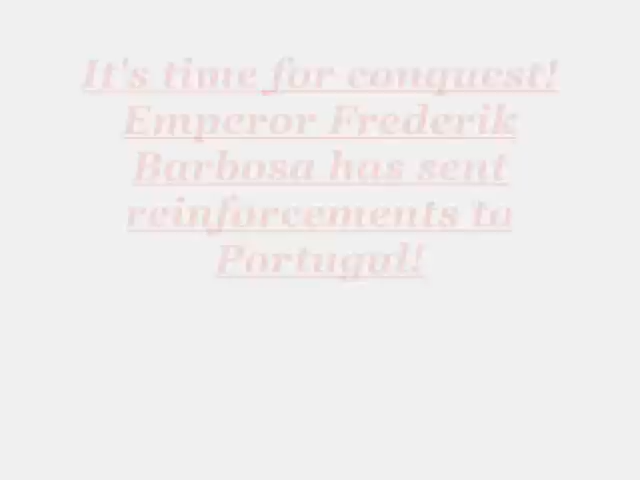 It's time for conquest!
Emperor Frederik
Barbosa has sent
reinforcements to
Portugal!